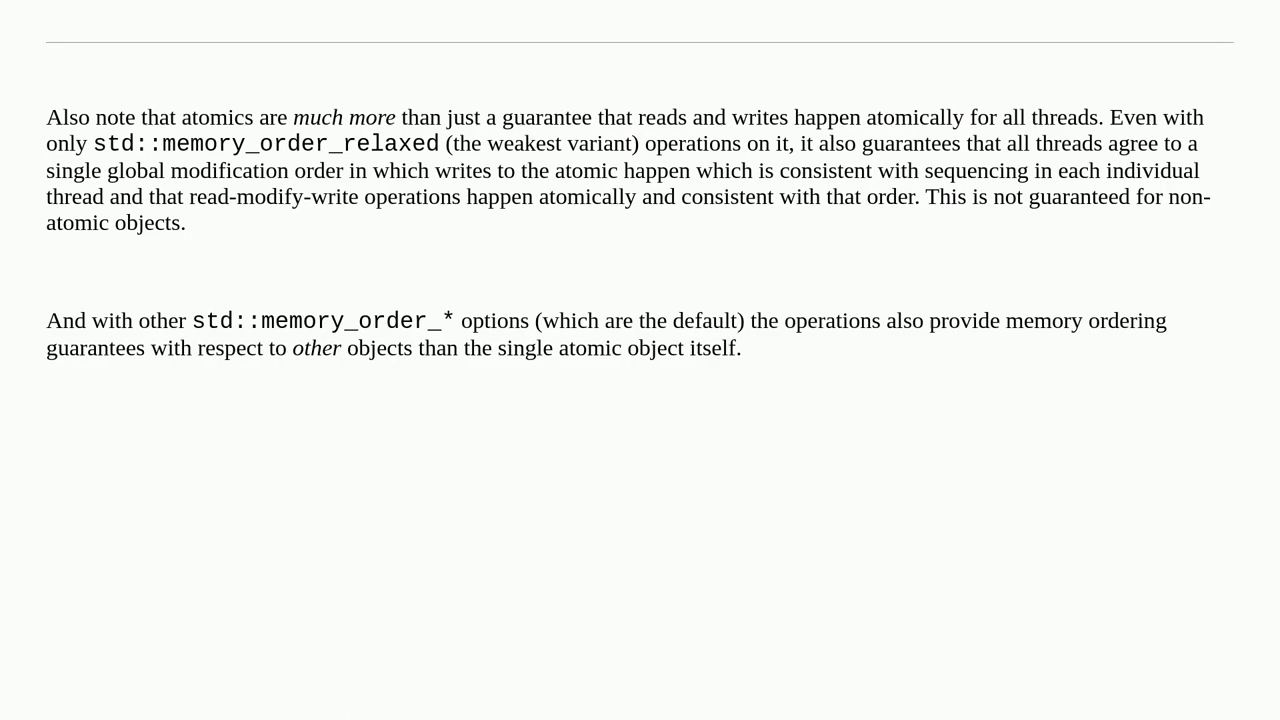 Also note that atomics are much more than just a guarantee that reads and writes happen atomically for all threads. Even with
only std::memory_order_relaxed (the weakest variant) operations on it, it also guarantees that all threads agree to a
single global modification order in which writes to the atomic happen which is consistent with sequencing in each individual
thread and that read-modify-write operations happen atomically and consistent with that order. This is not guaranteed for non-
atomic objects.
And with other std::memory_order_* options (which are the default) the operations also provide memory ordering
guarantees with respect to other objects than the single atomic object itself.